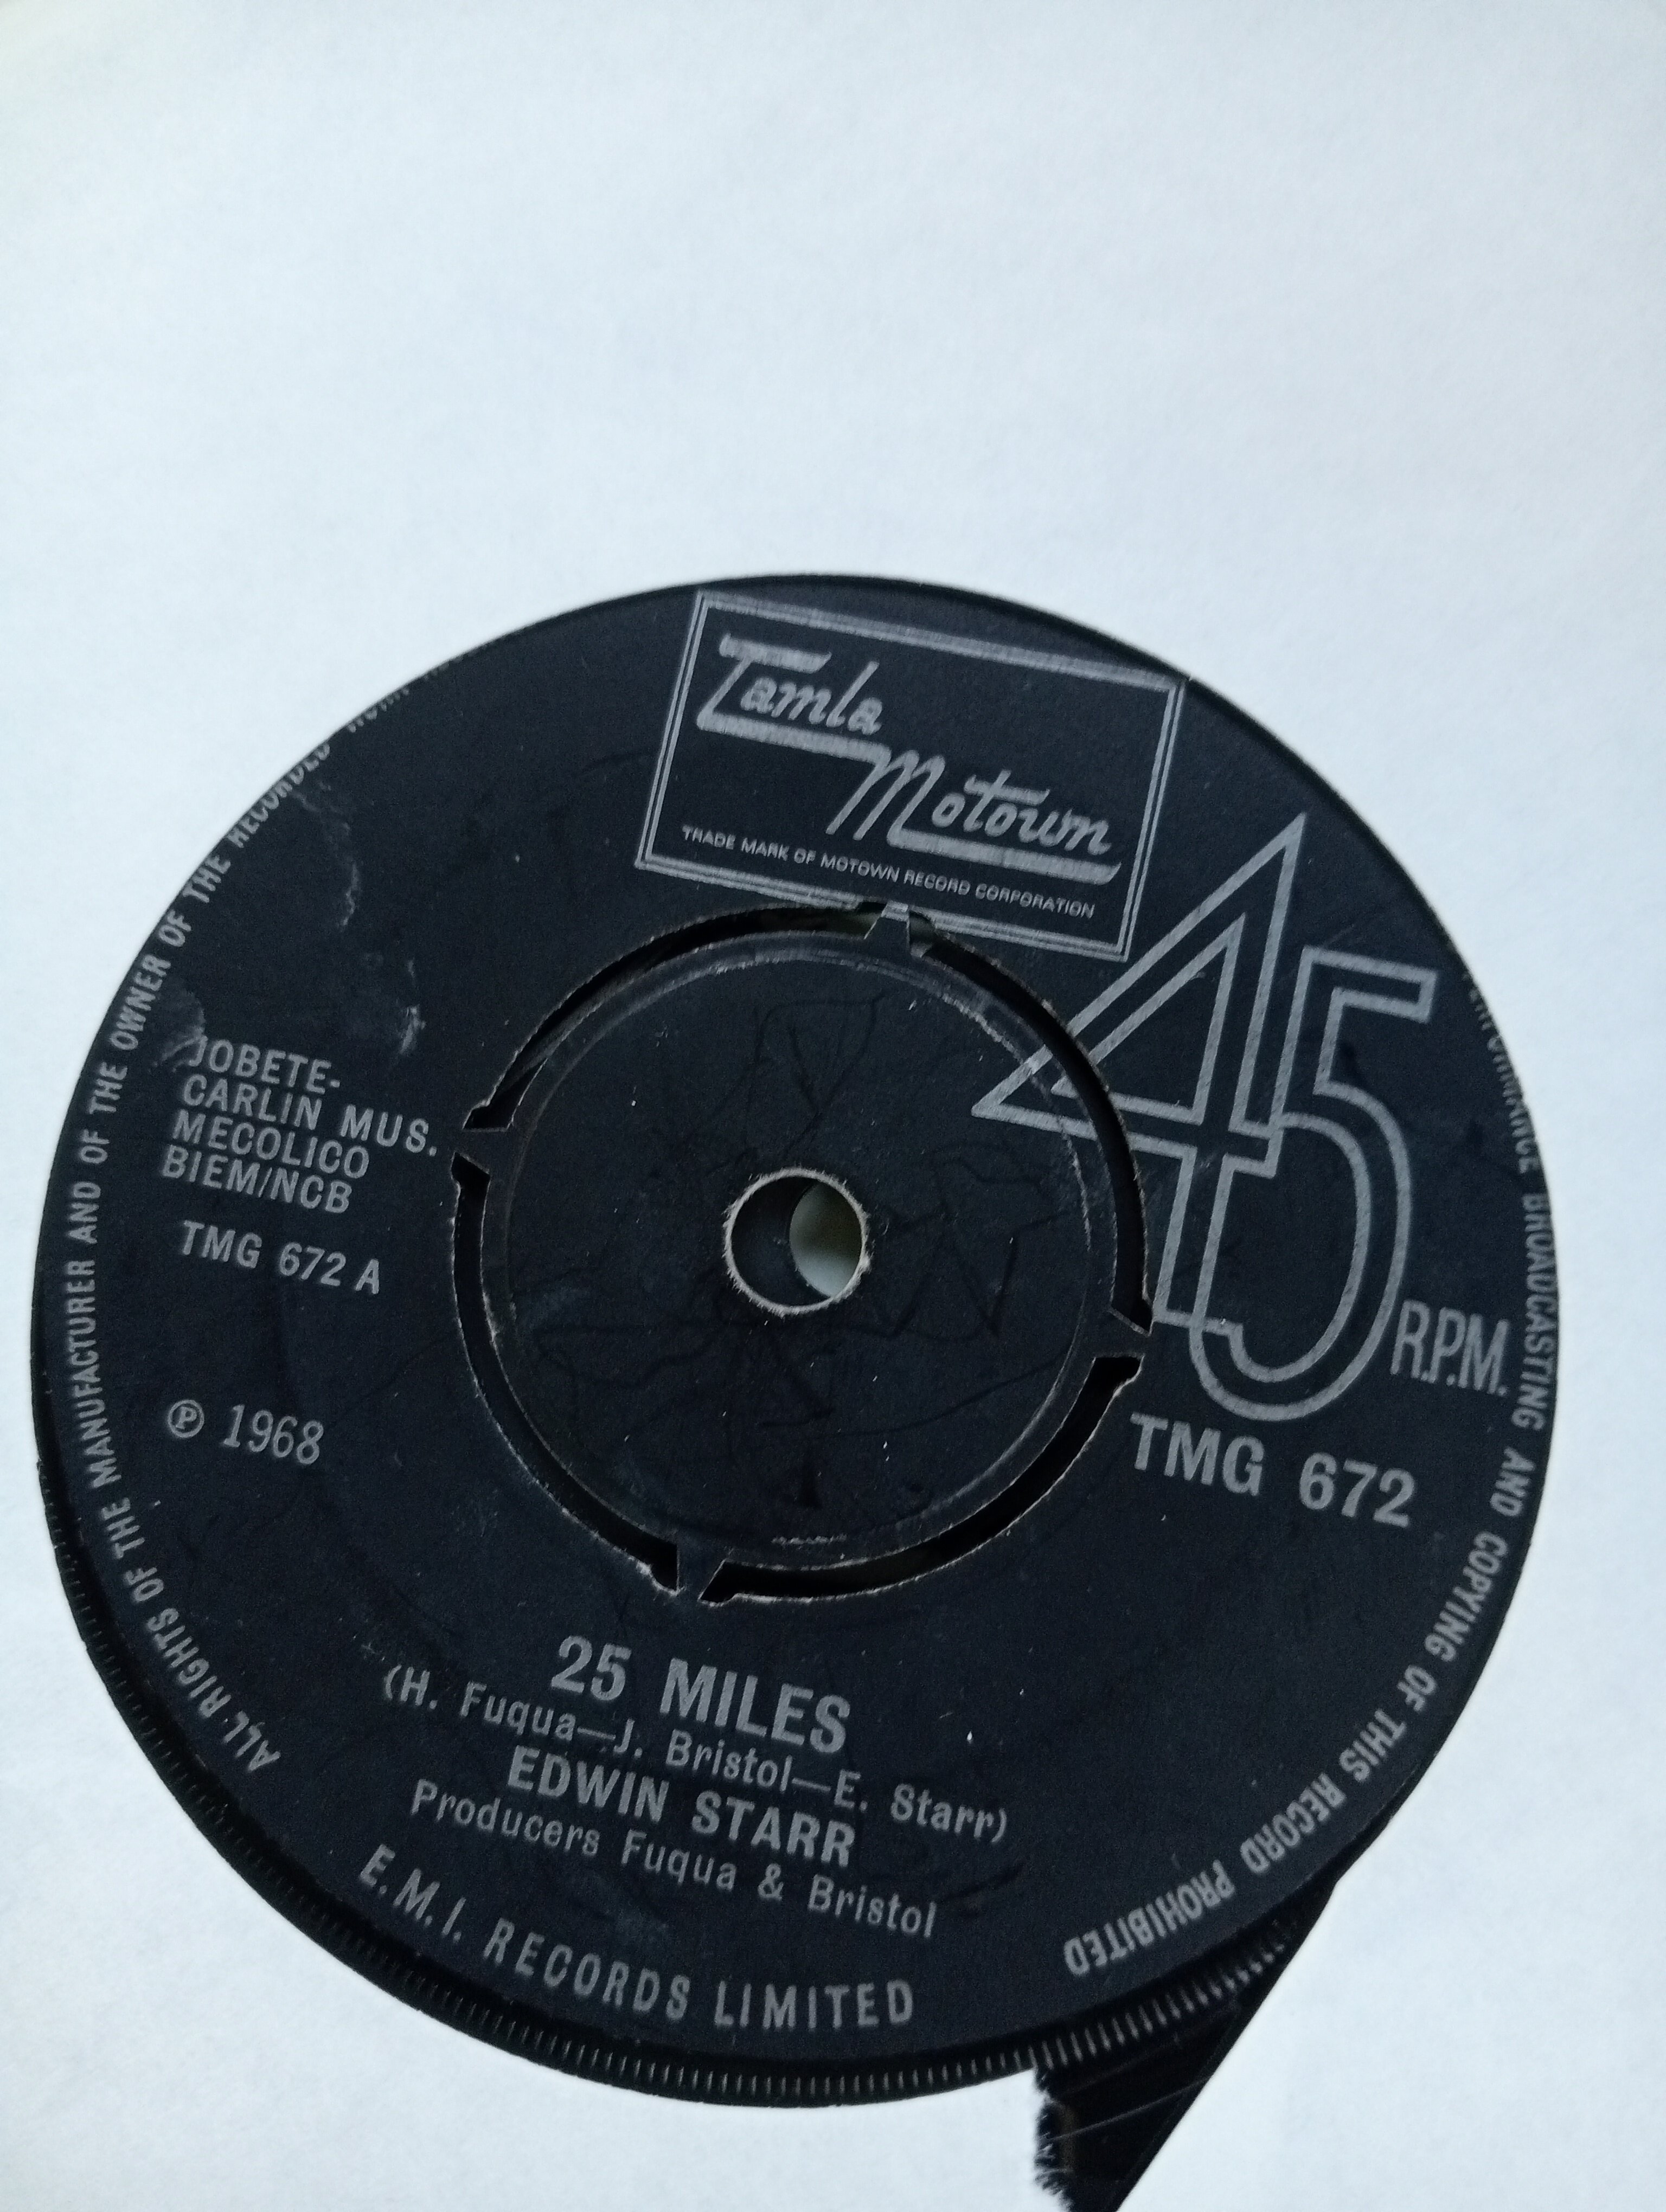 Tamla
Motown
TRADE MARK OF MOTOWN RECORD CORPORATION
45
R.P.M.
TMG 672
JOBETE-
CARLIN MUS.
MECOLICO
BIEM/NCB
TMG 672 A
℗ 1968
25 MILES
(H. Fuqua—J. Bristol—E. Starr)
EDWIN STARR
Producers Fuqua & Bristol
E.M.I. RECORDS LIMITED
ALL RIGHTS OF THE MANUFACTURER AND OF THE OWNER OF THE RECORDED
BROADCASTING AND COPYING OF THIS RECORD PROHIBITED